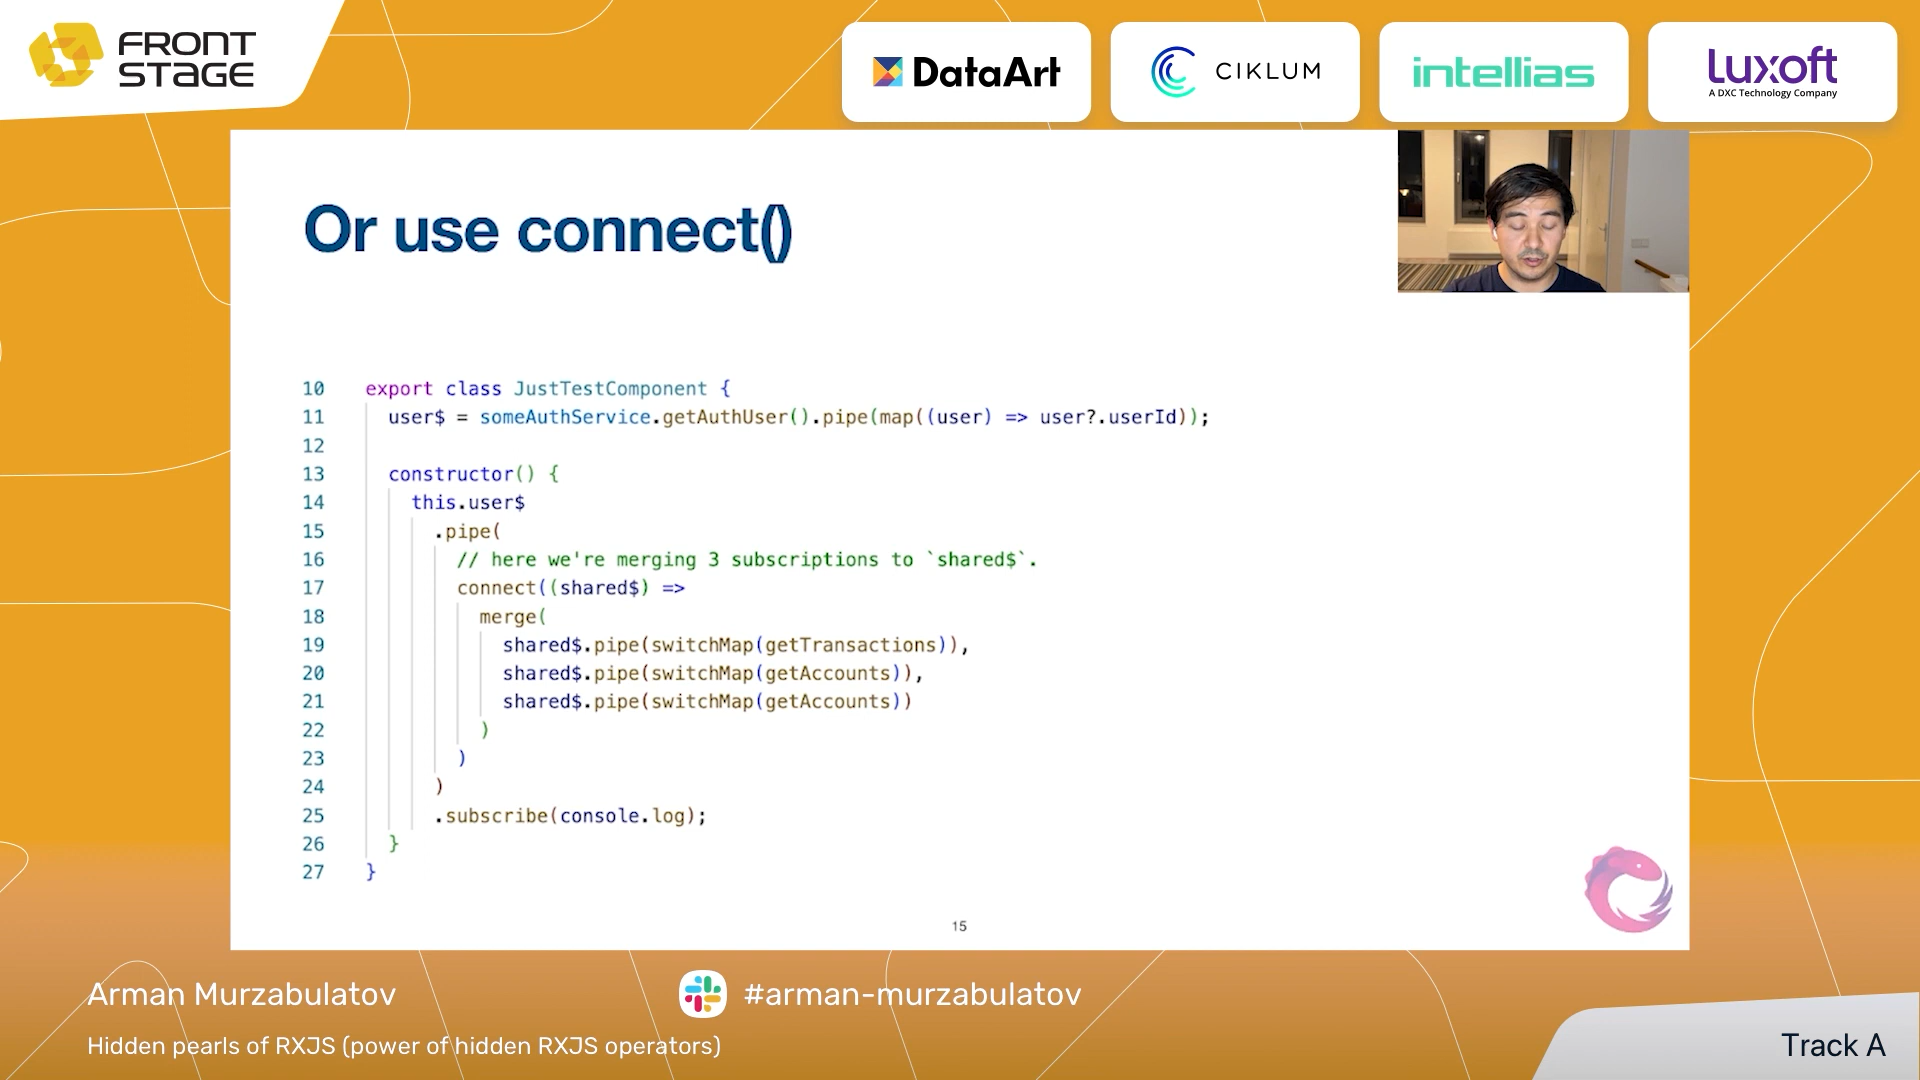 FRONT
STAGE
DataArt
CIKLUM
intellias
Luxoft
A DXC Technology Company
Or use connect()
10 export class JustTestComponent {
11 user$ = someAuthService.getAuthUser().pipe(map((user) => user?.userId));
12
13 constructor() {
14 this.user$
15 .pipe(
16 // here we're merging 3 subscriptions to `shared$`.
17 connect((shared$) =>
18 merge(
19 shared$.pipe(switchMap(getTransactions)),
20 shared$.pipe(switchMap(getAccounts)),
21 shared$.pipe(switchMap(getAccounts))
22 )
23 )
24 )
25 .subscribe(console.log);
26 }
27 }
15
Arman Murzabulatov
#arman-murzabulatov
Hidden pearls of RXJS (power of hidden RXJS operators)
Track A